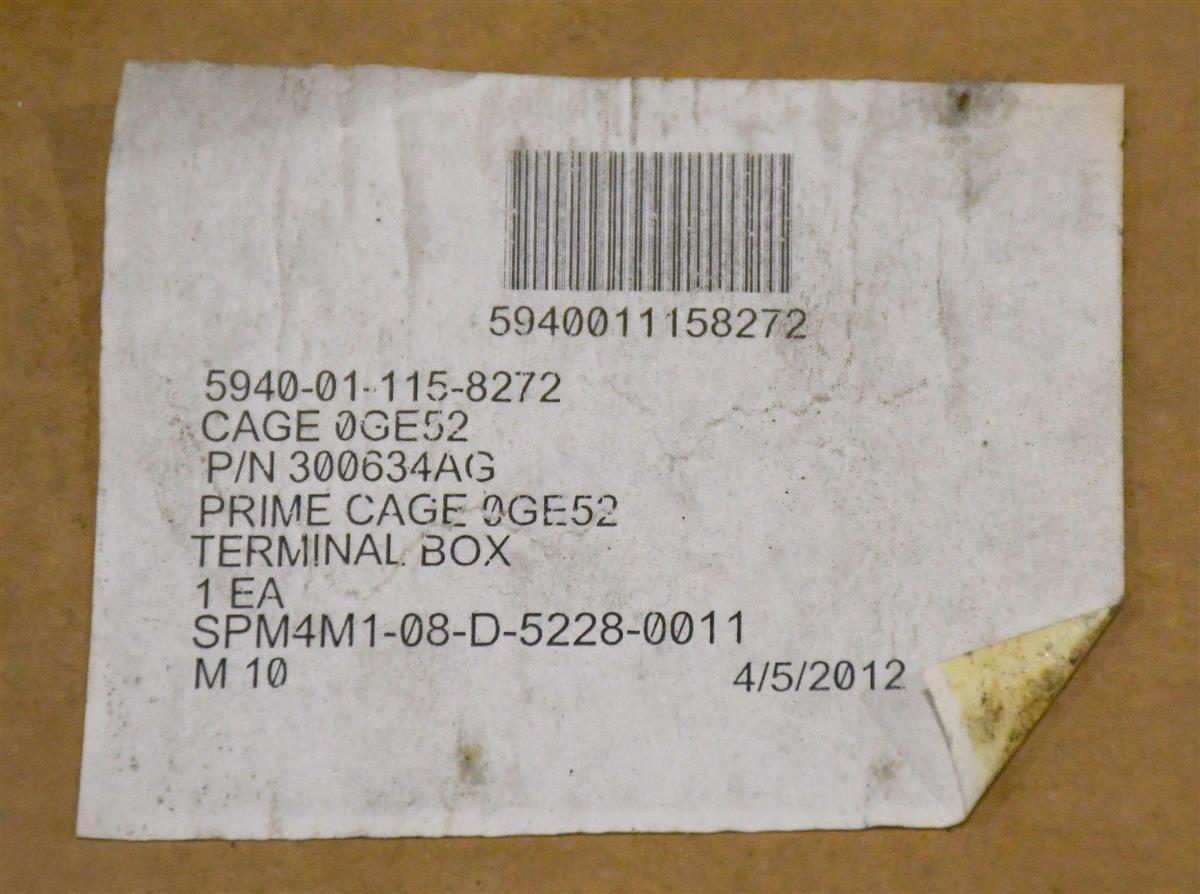 5940011158272
5940-01-115-8272
CAGE 0GE52
P/N 300634AG
PRIME CAGE 0GE52
TERMINAL BOX
1 EA
SPM4M1-08-D-5228-0011
M 10 4/5/2012